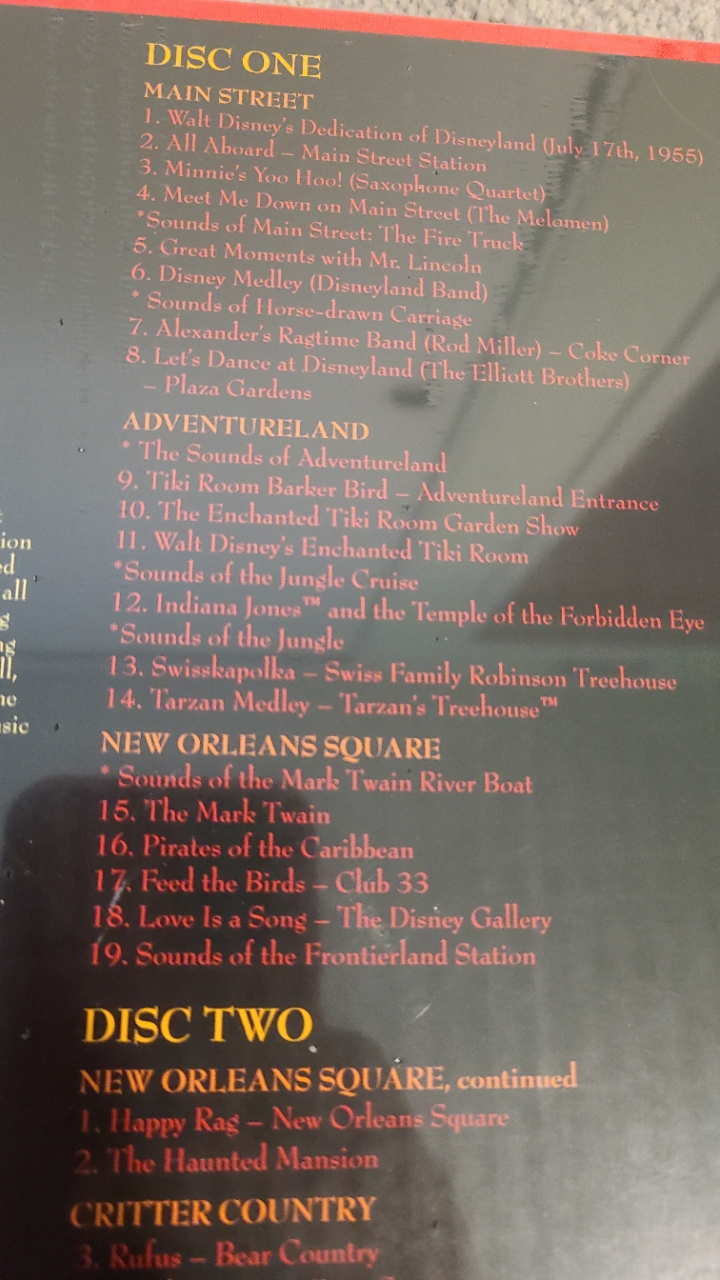 DISC ONE
MAIN STREET
1. Walt Disney's Dedication of Disneyland (July 17th, 1955)
2. All Aboard – Main Street Station
3. Minnie's Yoo Hoo! (Saxophone Quartet)
4. Meet Me Down on Main Street (The Melomen)
*Sounds of Main Street: The Fire Truck
5. Great Moments with Mr. Lincoln
6. Disney Medley (Disneyland Band)
* Sounds of Horse-drawn Carriage
7. Alexander's Ragtime Band (Rod Miller) – Coke Corner
8. Let's Dance at Disneyland (The Elliott Brothers)
– Plaza Gardens
ADVENTURELAND
* The Sounds of Adventureland
9. Tiki Room Barker Bird – Adventureland Entrance
10. The Enchanted Tiki Room Garden Show
11. Walt Disney's Enchanted Tiki Room
*Sounds of the Jungle Cruise
12. Indiana Jones™ and the Temple of the Forbidden Eye
*Sounds of the Jungle
13. Swisskapolka – Swiss Family Robinson Treehouse
14. Tarzan Medley – Tarzan's Treehouse™
NEW ORLEANS SQUARE
* Sounds of the Mark Twain River Boat
15. The Mark Twain
16. Pirates of the Caribbean
17. Feed the Birds – Club 33
18. Love Is a Song – The Disney Gallery
19. Sounds of the Frontierland Station
DISC TWO
NEW ORLEANS SQUARE, continued
1. Happy Rag – New Orleans Square
2. The Haunted Mansion
CRITTER COUNTRY
3. Rufus – Bear Country
all